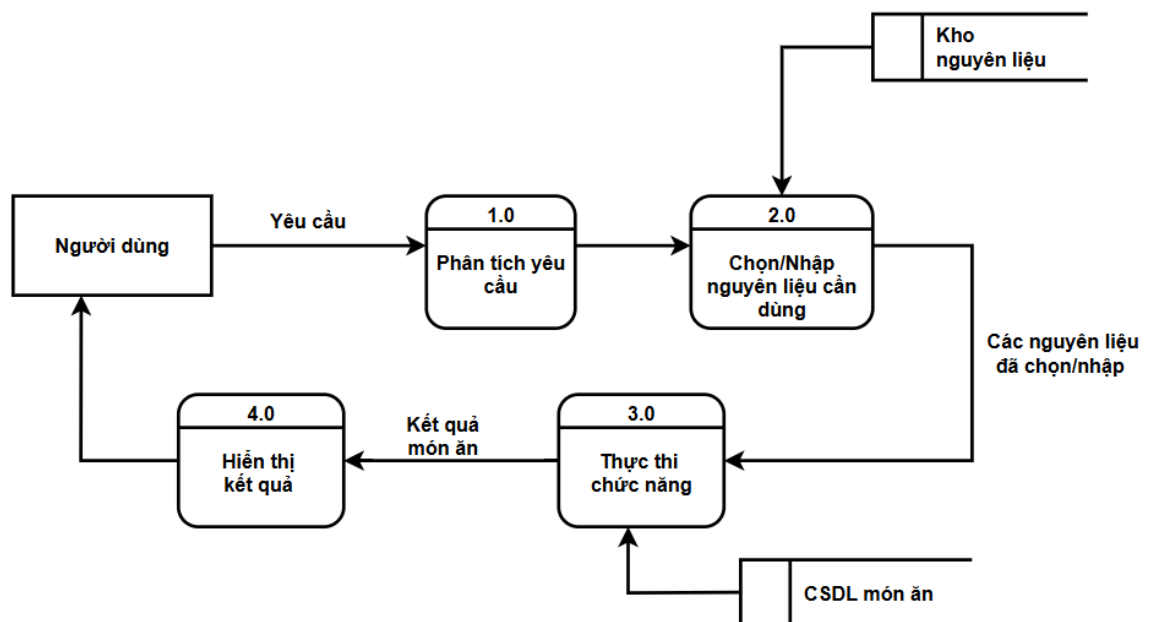 Kho
nguyên liệu
Người dùng
Yêu cầu
1.0
Phân tích yêu
cầu
2.0
Chọn/Nhập
nguyên liệu cần
dùng
Các nguyên liệu
đã chọn/nhập
3.0
Thực thi
chức năng
Kết quả
món ăn
4.0
Hiển thị
kết quả
CSDL món ăn